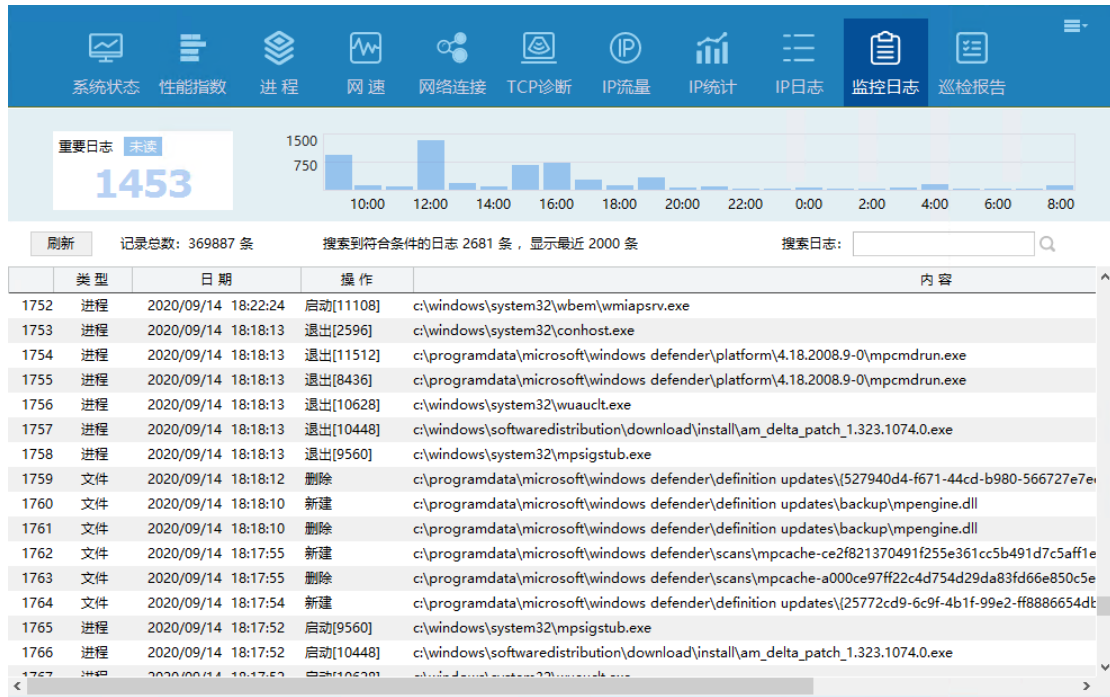 系统状态 性能指数 进 程 网 速 网络连接 TCP诊断 IP流量 IP统计 IP日志 监控日志 巡检报告
重要日志 未读
1453
1500
750
10:00 12:00 14:00 16:00 18:00 20:00 22:00 0:00 2:00 4:00 6:00 8:00
刷新 记录总数: 369887 条 搜索到符合条件的日志 2681 条 , 显示最近 2000 条 搜索日志:
类 型 日 期 操 作 内 容
1752 进程 2020/09/14 18:22:24 启动[11108] c:\windows\system32\wbem\wmiapsrv.exe
1753 进程 2020/09/14 18:18:13 退出[2596] c:\windows\system32\conhost.exe
1754 进程 2020/09/14 18:18:13 退出[11512] c:\programdata\microsoft\windows defender\platform\4.18.2008.9-0\mpcmdrun.exe
1755 进程 2020/09/14 18:18:13 退出[8436] c:\programdata\microsoft\windows defender\platform\4.18.2008.9-0\mpcmdrun.exe
1756 进程 2020/09/14 18:18:13 退出[10628] c:\windows\system32\wuauclt.exe
1757 进程 2020/09/14 18:18:13 退出[10448] c:\windows\softwaredistribution\download\install\am_delta_patch_1.323.1074.0.exe
1758 进程 2020/09/14 18:18:13 退出[9560] c:\windows\system32\mpsigstub.exe
1759 文件 2020/09/14 18:18:12 删除 c:\programdata\microsoft\windows defender\definition updates\{527940d4-f671-44cd-b980-566727e7e
1760 文件 2020/09/14 18:18:10 新建 c:\programdata\microsoft\windows defender\definition updates\backup\mpengine.dll
1761 文件 2020/09/14 18:18:10 删除 c:\programdata\microsoft\windows defender\definition updates\backup\mpengine.dll
1762 文件 2020/09/14 18:17:55 新建 c:\programdata\microsoft\windows defender\scans\mpcache-ce2f821370491f255e361cc5b491d7c5aff1e
1763 文件 2020/09/14 18:17:55 删除 c:\programdata\microsoft\windows defender\scans\mpcache-a000ce97ff22c4d754d29da83fd66e850c5e
1764 文件 2020/09/14 18:17:54 新建 c:\programdata\microsoft\windows defender\definition updates\{25772cd9-6c9f-4b1f-99e2-ff8886654db
1765 进程 2020/09/14 18:17:52 启动[9560] c:\windows\system32\mpsigstub.exe
1766 进程 2020/09/14 18:17:52 启动[10448] c:\windows\softwaredistribution\download\install\am_delta_patch_1.323.1074.0.exe